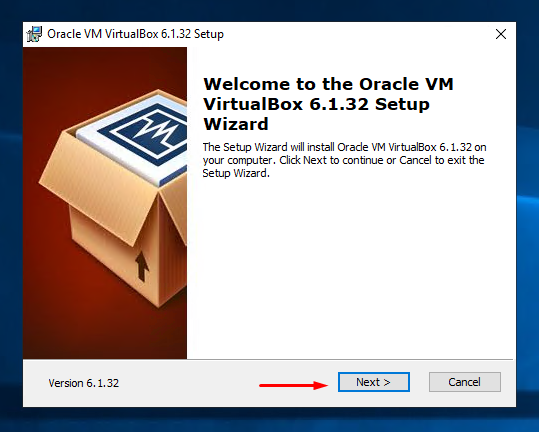 Oracle VM VirtualBox 6.1.32 Setup
Welcome to the Oracle VM
VirtualBox 6.1.32 Setup
Wizard
The Setup Wizard will install Oracle VM VirtualBox 6.1.32 on
your computer. Click Next to continue or Cancel to exit the
Setup Wizard.
Version 6.1.32
Next >
Cancel